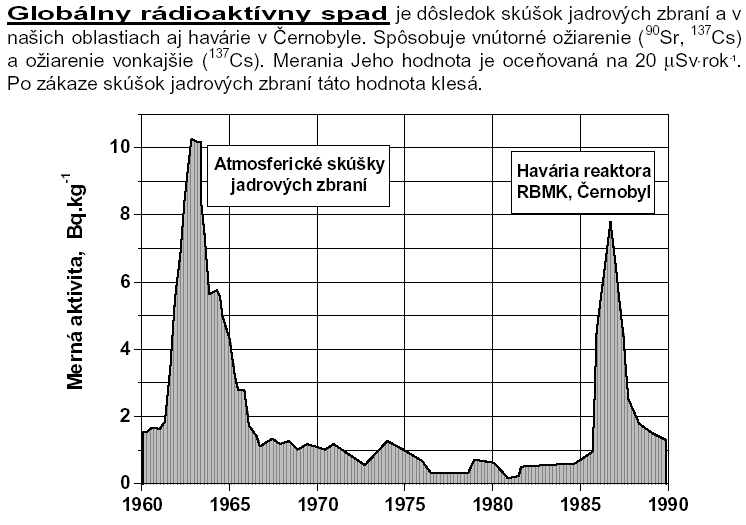 Globálny rádioaktívny spad je dôsledok skúšok jadrových zbraní a v
našich oblastiach aj havárie v Černobyle. Spôsobuje vnútorné ožiarenie (⁹⁰Sr, ¹³⁷Cs)
a ožiarenie vonkajšie (¹³⁷Cs). Merania Jeho hodnota je oceňovaná na 20 μSv·rok⁻¹.
Po zákaze skúšok jadrových zbraní táto hodnota klesá.
Atmosferické skúšky
jadrových zbraní
Havária reaktora
RBMK, Černobyl
Merná aktivita, Bq.kg⁻¹
10
8
6
4
2
0
1960 1965 1970 1975 1980 1985 1990